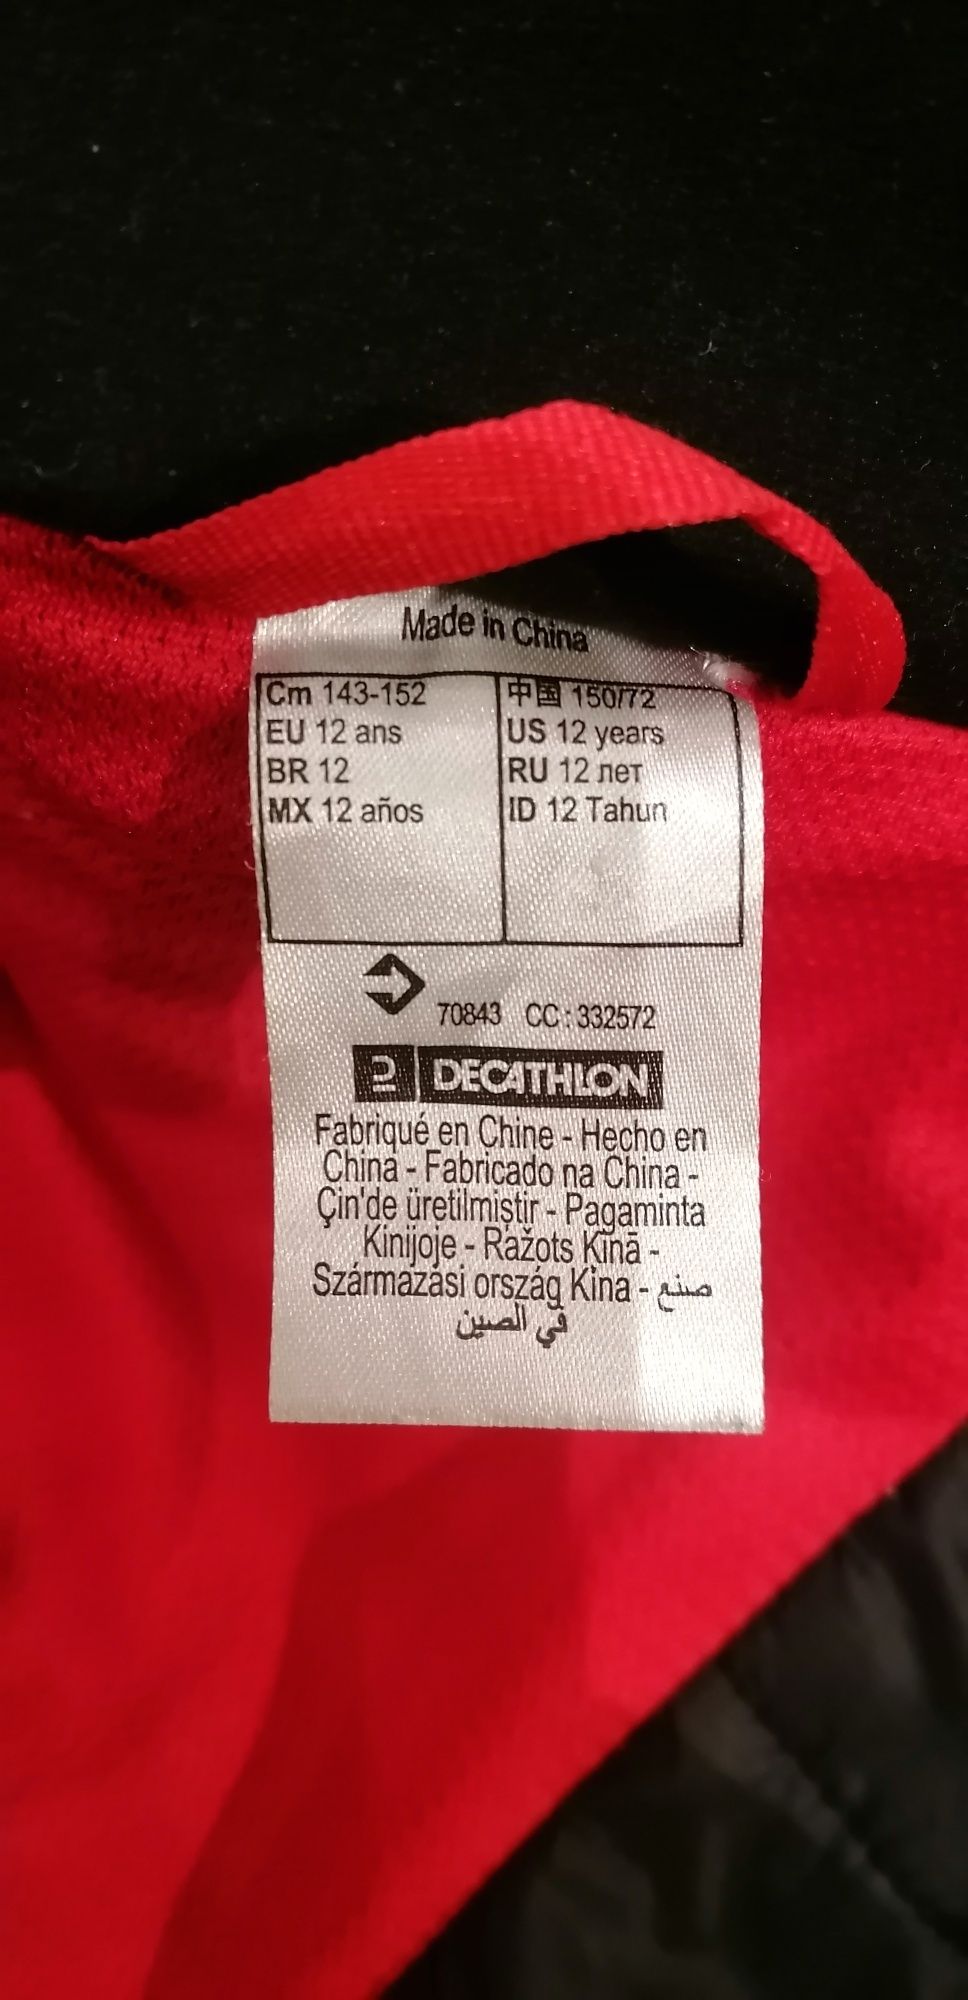 Made in China
Cm 143-152
EU 12 ans
BR 12
MX 12 años
中国 150/72
US 12 years
RU 12 лет
ID 12 Tahun
70843 CC : 332572
DECATHLON
Fabriqué en Chine - Hecho en
China - Fabricado na China -
Çin'de üretilmiştir - Pagaminta
Kinijoje - Ražots Ķīnā -
Származási ország Kína - صنع
في الصين